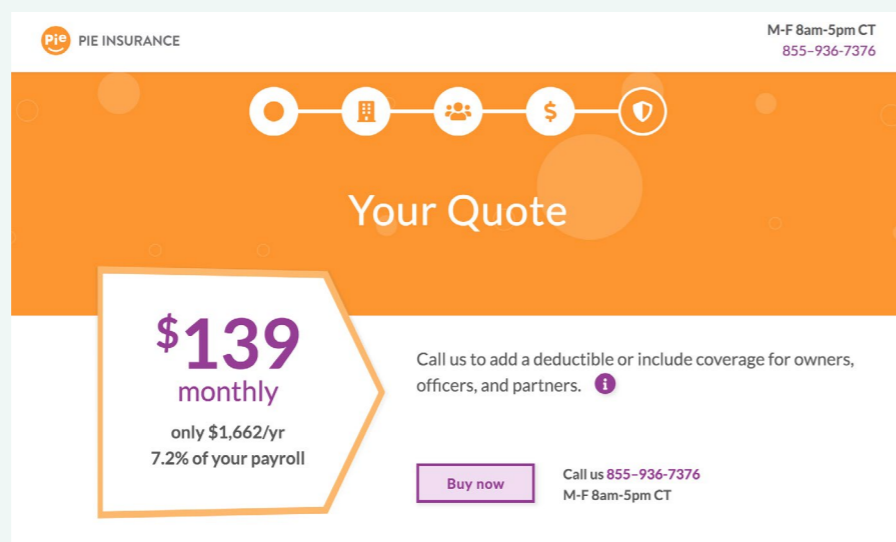 Pie PIE INSURANCE
M-F 8am-5pm CT
855–936-7376
$
Your Quote
$139
monthly
only $1,662/yr
7.2% of your payroll
Call us to add a deductible or include coverage for owners,
officers, and partners. i
Buy now
Call us 855–936-7376
M-F 8am-5pm CT